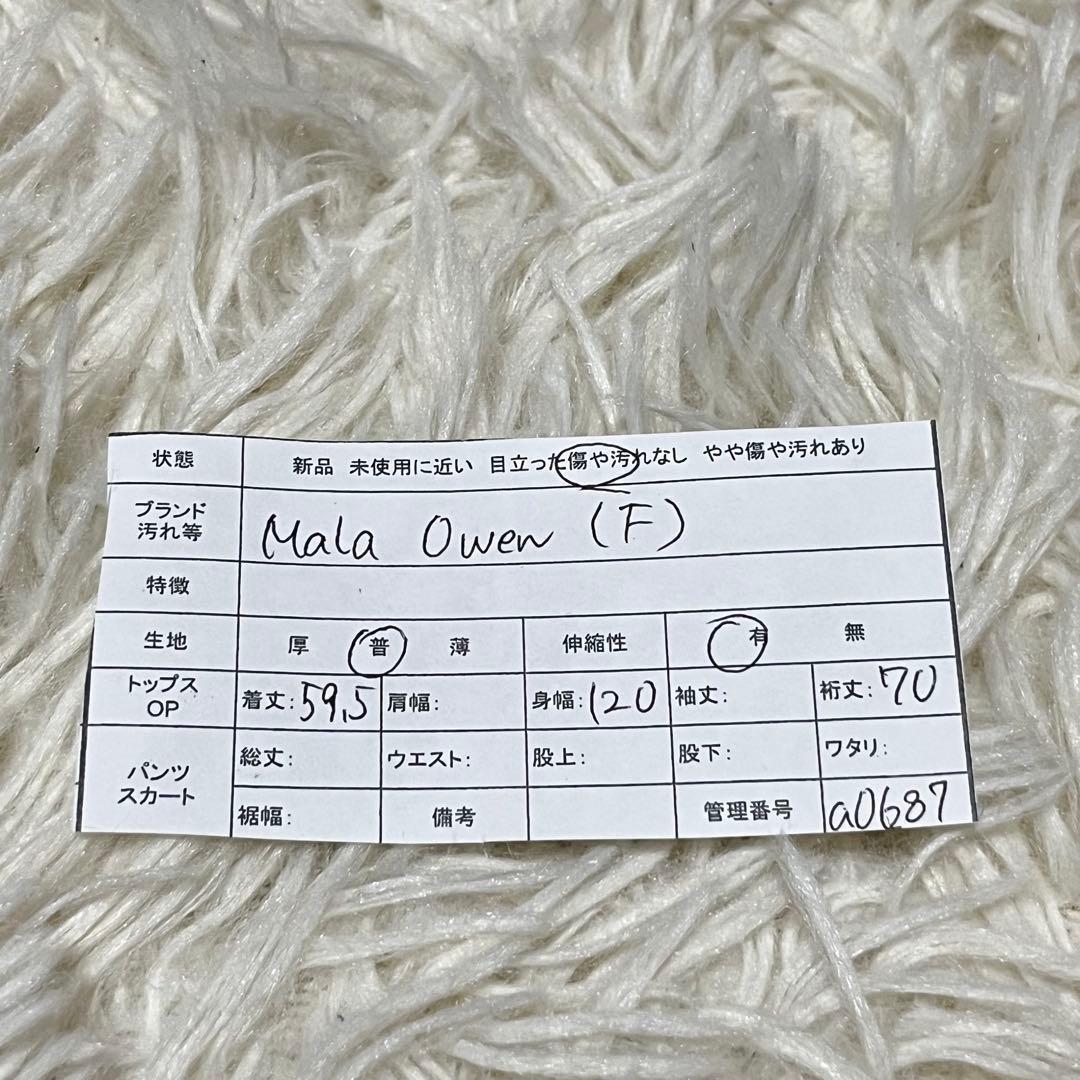 状態 新品 未使用に近い 目立った傷や汚れなし やや傷や汚れあり
ブランド
汚れ等
Mala Owen (F)
特徴
生地 厚 普 薄 伸縮性 有 無
トップス
OP
着丈:59.5 肩幅: 身幅:120 袖丈: 裄丈:70
パンツ
スカート
総丈: ウエスト: 股上: 股下: ワタリ:
裾幅: 備考 管理番号 a0687